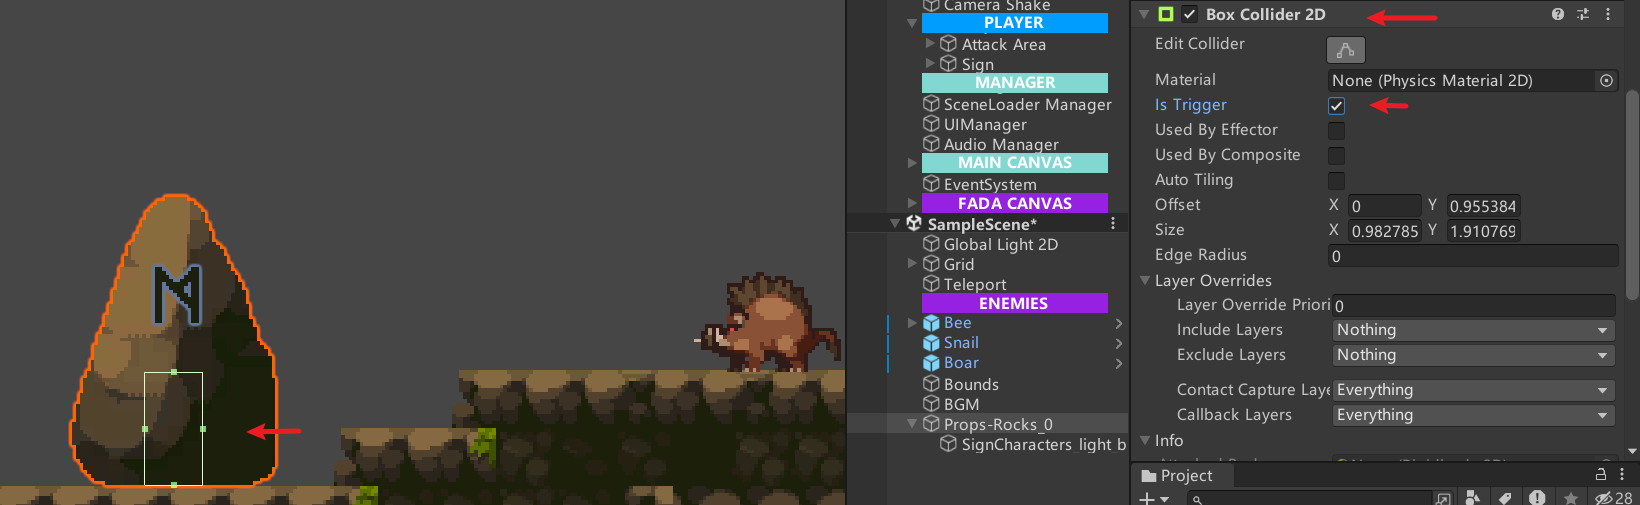 Camera Shake
PLAYER
Attack Area
Sign
MANAGER
SceneLoader Manager
UIManager
Audio Manager
MAIN CANVAS
EventSystem
FADA CANVAS
SampleScene*
Global Light 2D
Grid
Teleport
ENEMIES
Bee
Snail
Boar
Bounds
BGM
Props-Rocks_0
SignCharacters light b
Box Collider 2D
Edit Collider
Material None (Physics Material 2D)
Is Trigger
Used By Effector
Used By Composite
Auto Tiling
Offset X 0 Y 0.955384
Size X 0.982785 Y 1.910769
Edge Radius 0
Layer Overrides
Layer Override Priori 0
Include Layers Nothing
Exclude Layers Nothing
Contact Capture Laye Everything
Callback Layers Everything
Info
Project
28